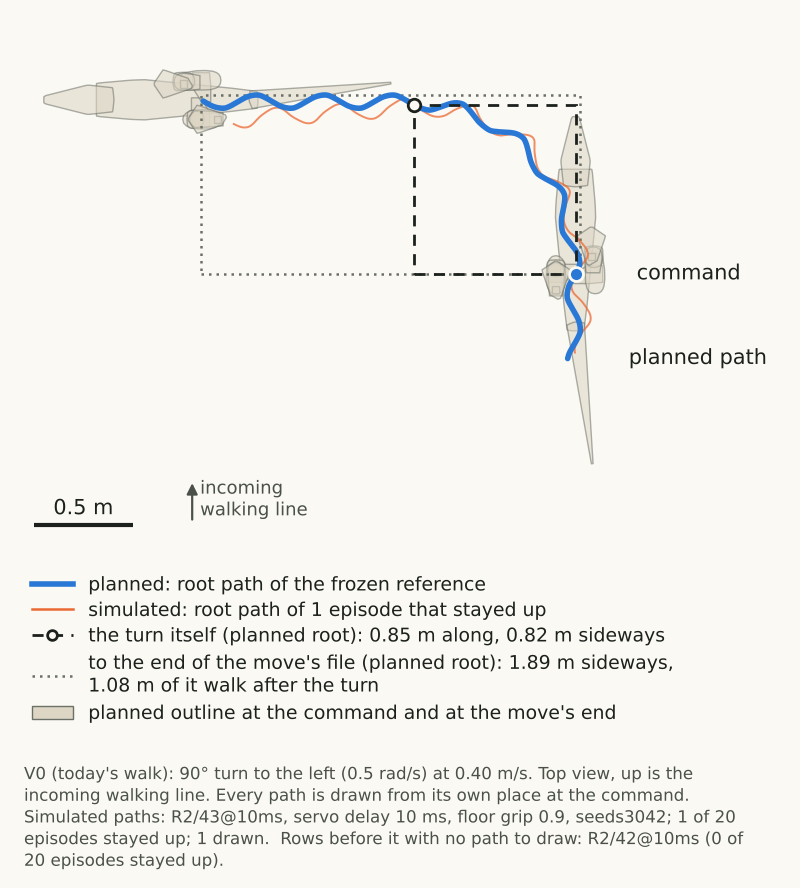 command
planned path
incoming
walking line
0.5 m
planned: root path of the frozen reference
simulated: root path of 1 episode that stayed up
the turn itself (planned root): 0.85 m along, 0.82 m sideways
to the end of the move's file (planned root): 1.89 m sideways,
1.08 m of it walk after the turn
planned outline at the command and at the move's end
V0 (today's walk): 90° turn to the left (0.5 rad/s) at 0.40 m/s. Top view, up is the
incoming walking line. Every path is drawn from its own place at the command.
Simulated paths: R2/43@10ms, servo delay 10 ms, floor grip 0.9, seeds3042; 1 of 20
episodes stayed up; 1 drawn.  Rows before it with no path to draw: R2/42@10ms (0 of
20 episodes stayed up).